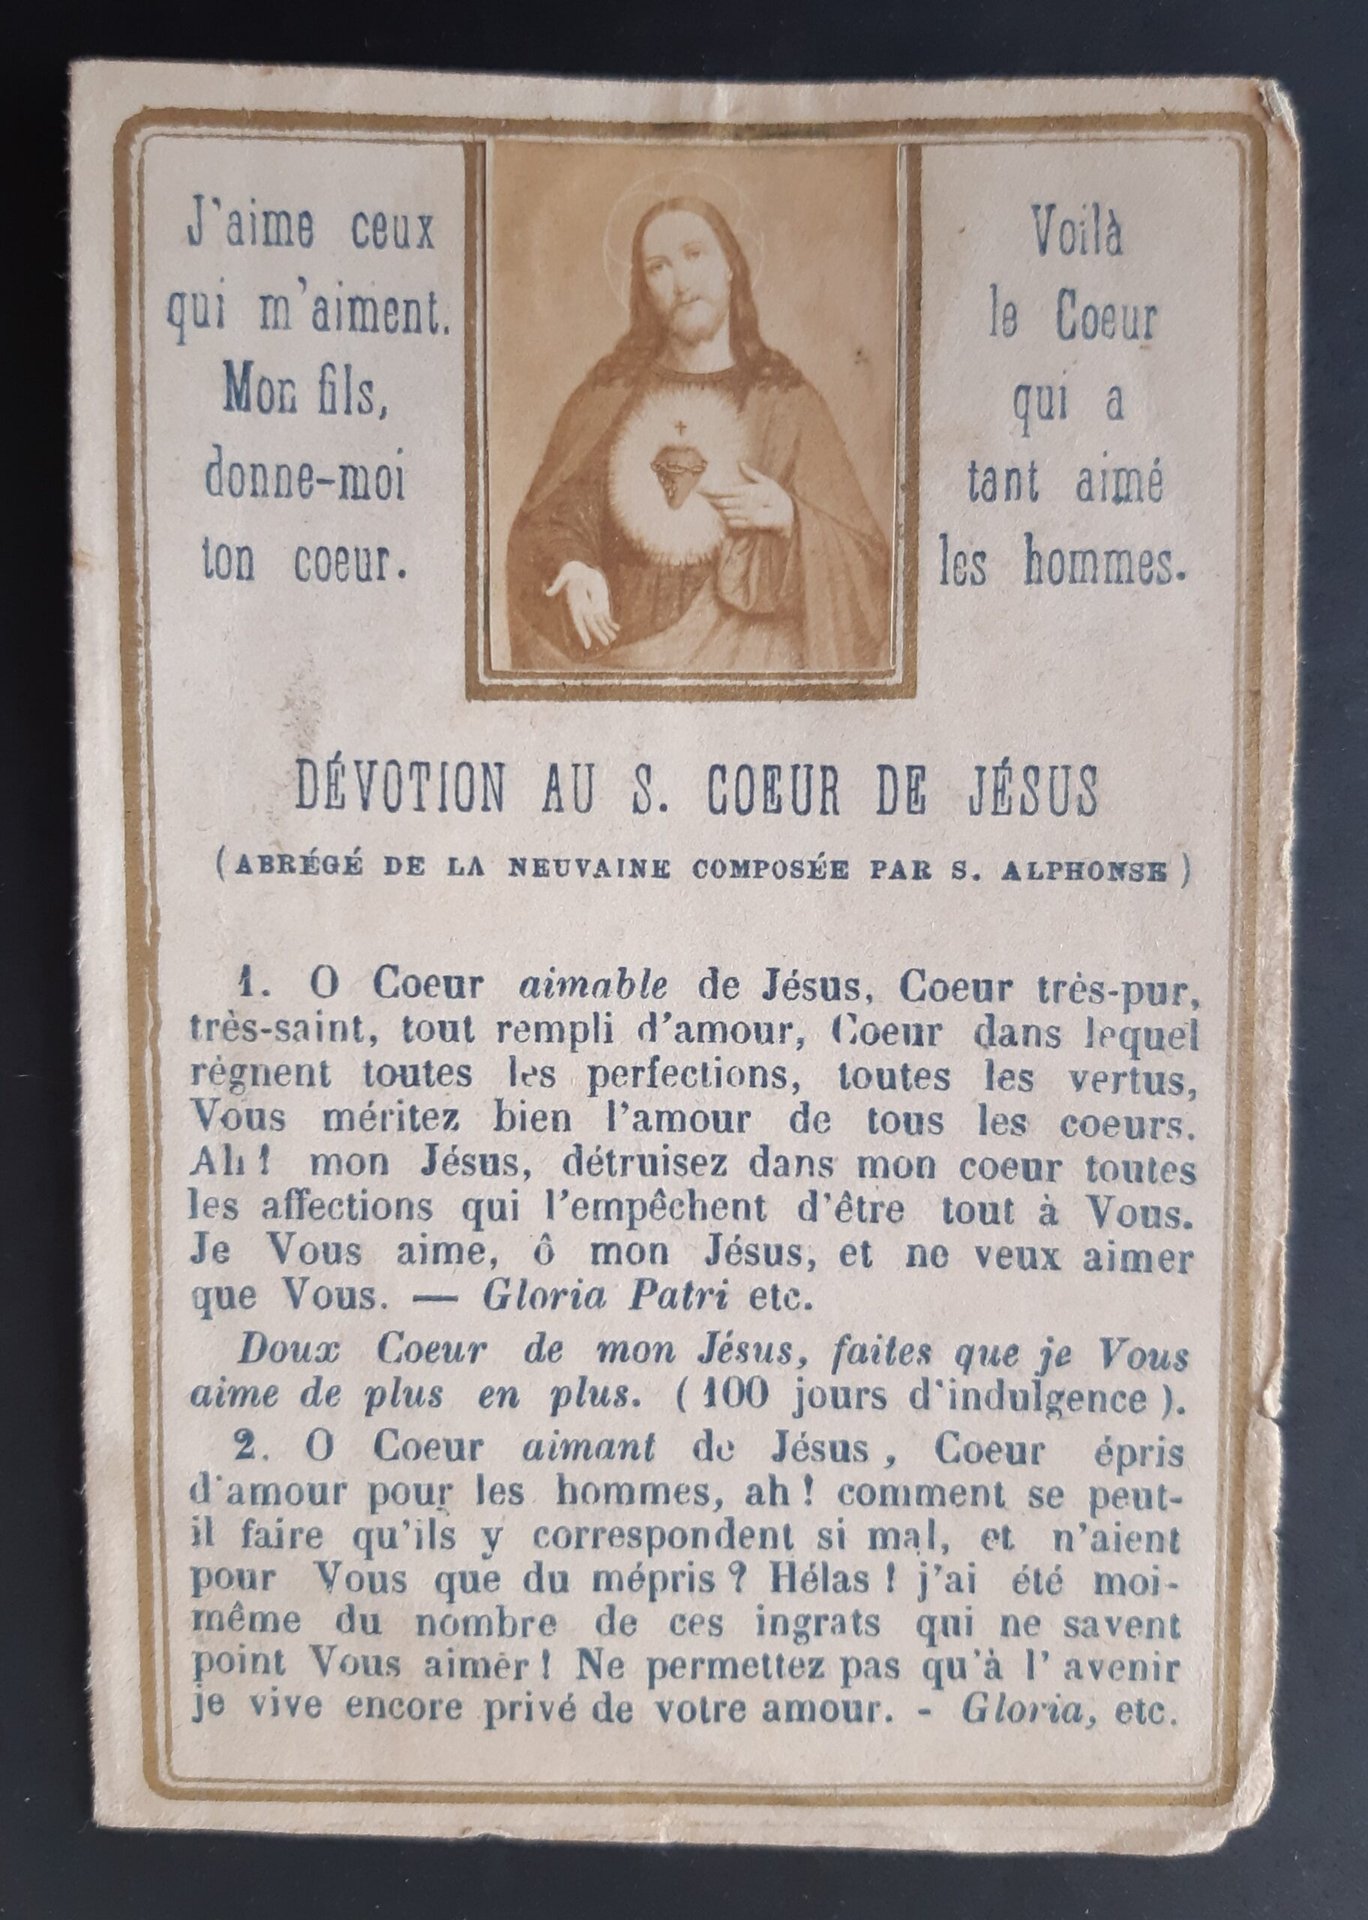 J'aime ceux
qui m'aiment.
Mon fils,
donne-moi
ton coeur.
Voilà
le Coeur
qui a
tant aimé
les hommes.
DÉVOTION AU S. COEUR DE JÉSUS
(ABRÉGÉ DE LA NEUVAINE COMPOSÉE PAR S. ALPHONSE)
1. O Coeur aimable de Jésus, Coeur très-pur,
très-saint, tout rempli d'amour, Coeur dans lequel
règnent toutes les perfections, toutes les vertus,
Vous méritez bien l'amour de tous les coeurs.
Ah! mon Jésus, détruisez dans mon coeur toutes
les affections qui l'empêchent d'être tout à Vous.
Je Vous aime, ô mon Jésus, et ne veux aimer
que Vous. — Gloria Patri etc.
Doux Coeur de mon Jésus, faites que je Vous
aime de plus en plus. (100 jours d'indulgence).
2. O Coeur aimant de Jésus, Coeur épris
d'amour pour les hommes, ah! comment se peut-
il faire qu'ils y correspondent si mal, et n'aient
pour Vous que du mépris? Hélas! j'ai été moi-
même du nombre de ces ingrats qui ne savent
point Vous aimer! Ne permettez pas qu'à l'avenir
je vive encore privé de votre amour. - Gloria, etc.